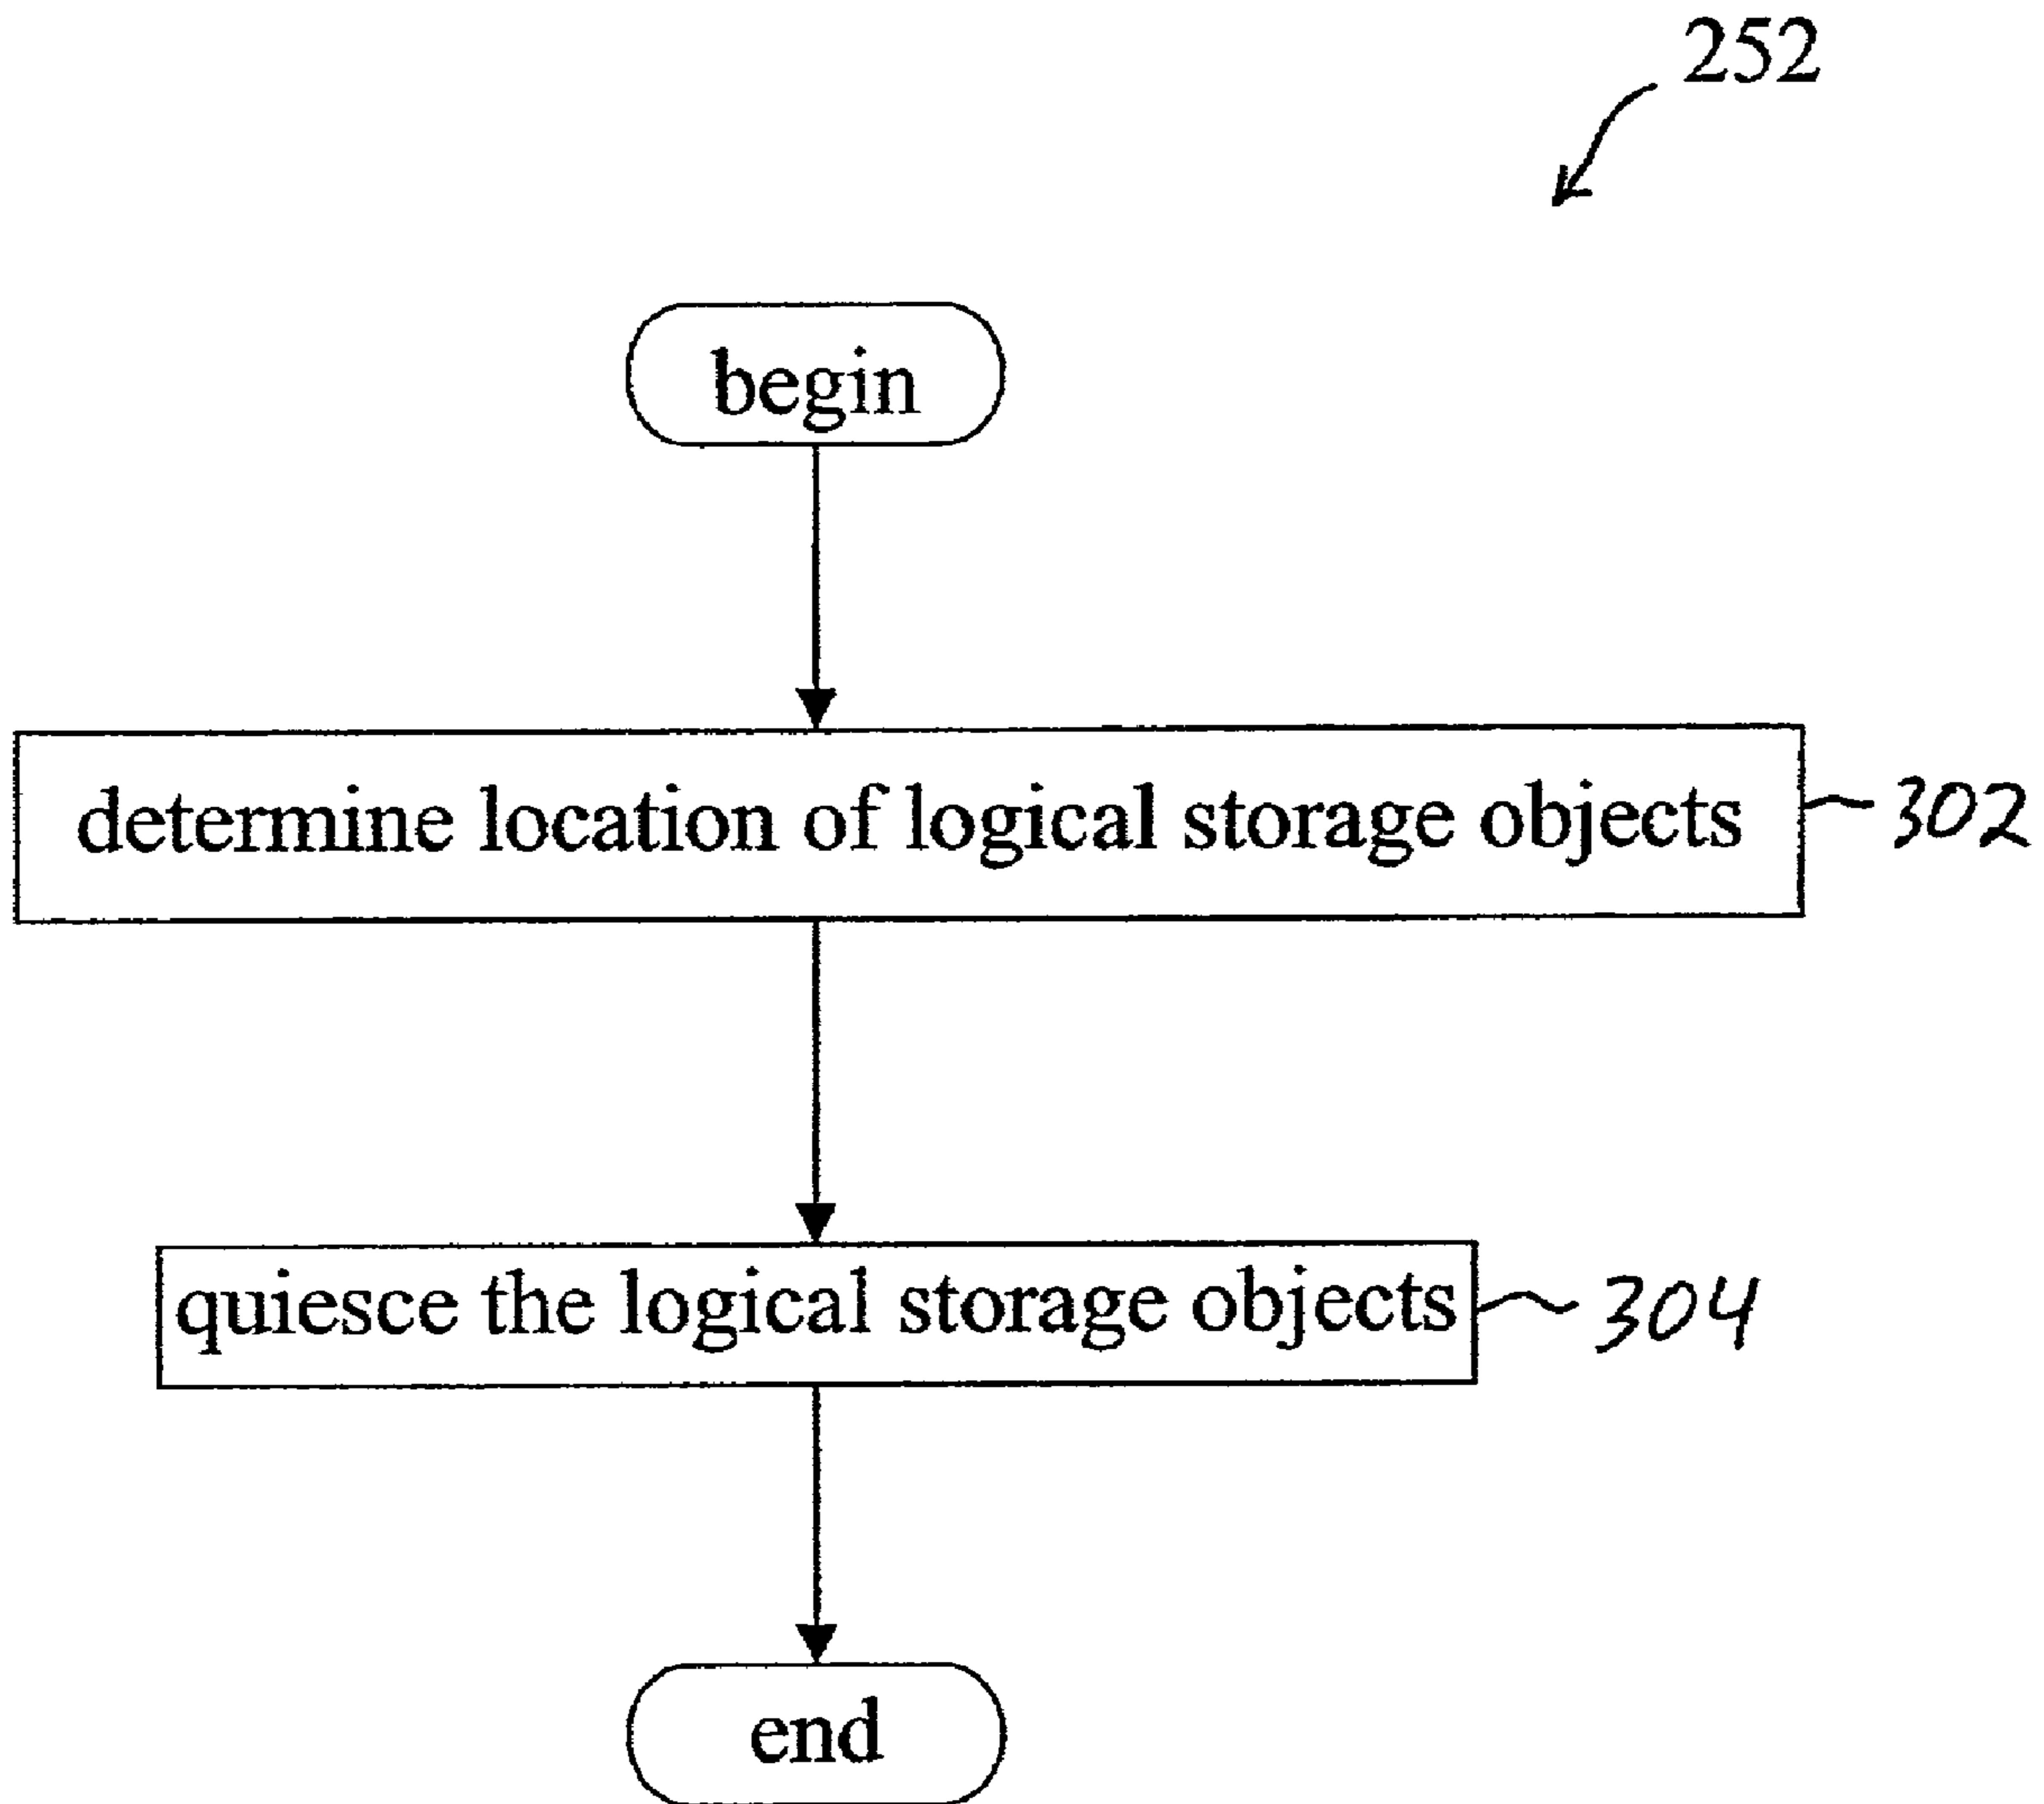 252
begin
determine location of logical storage objects
302
quiesce the logical storage objects
304
end